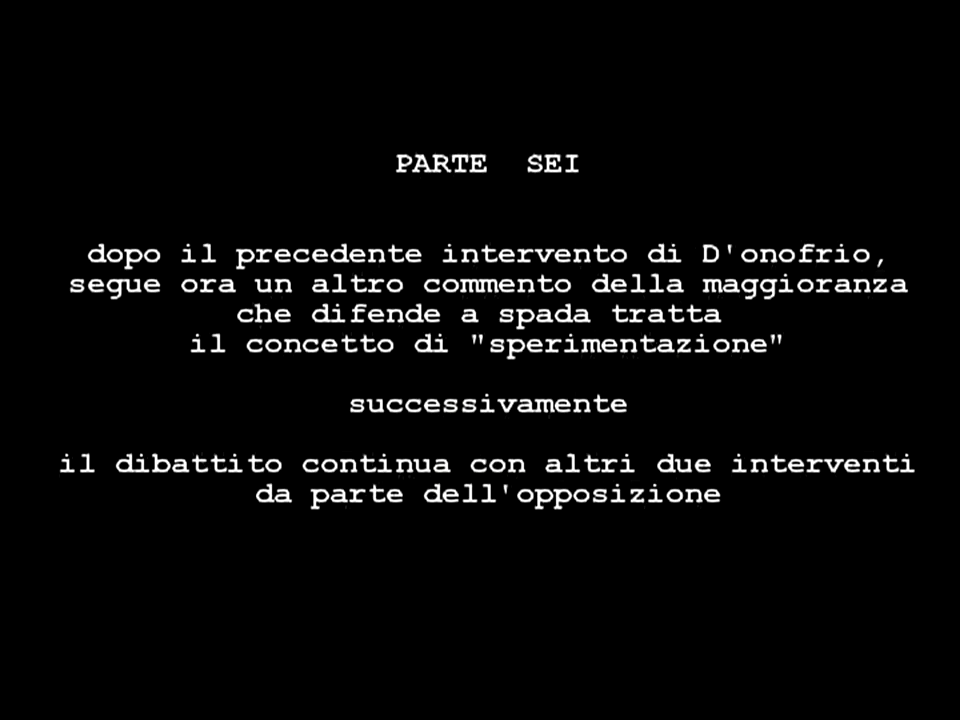 PARTE SEI
dopo il precedente intervento di D'onofrio,
segue ora un altro commento della maggioranza
che difende a spada tratta
il concetto di "sperimentazione"
successivamente
il dibattito continua con altri due interventi
da parte dell'opposizione